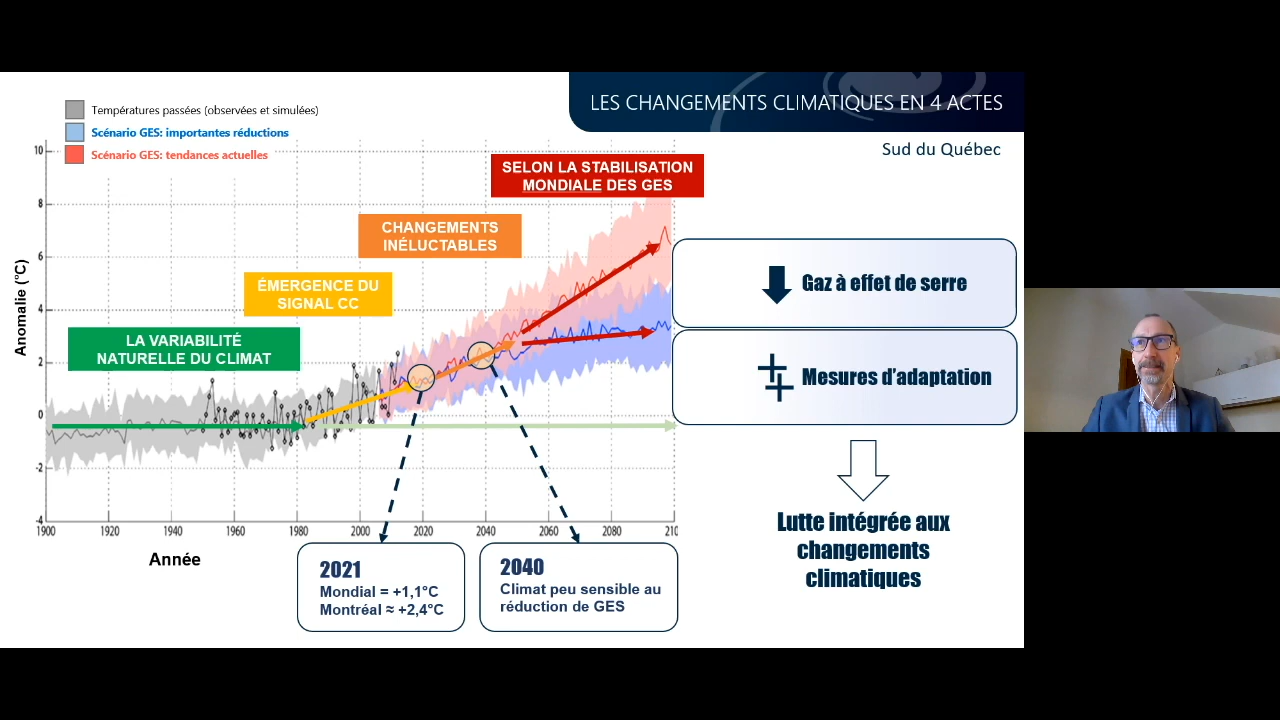 LES CHANGEMENTS CLIMATIQUES EN 4 ACTES
Sud du Québec
Températures passées (observées et simulées)
Scénario GES: importantes réductions
Scénario GES: tendances actuelles
SELON LA STABILISATION
MONDIALE DES GES
CHANGEMENTS
INÉLUCTABLES
ÉMERGENCE DU
SIGNAL CC
LA VARIABILITÉ
NATURELLE DU CLIMAT
Anomalie (°C)
10
8
6
4
2
0
-2
-4
1900 1920 1940 1960 1980 2000 2020 2040 2060 2080 210
Année
2021
Mondial = +1,1°C
Montréal ≈ +2,4°C
2040
Climat peu sensible au
réduction de GES
Gaz à effet de serre
Mesures d'adaptation
Lutte intégrée aux
changements
climatiques